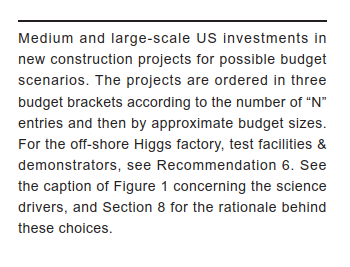 Medium and large-scale US investments in
new construction projects for possible budget
scenarios. The projects are ordered in three
budget brackets according to the number of “N”
entries and then by approximate budget sizes.
For the off-shore Higgs factory, test facilities &
demonstrators, see Recommendation 6. See
the caption of Figure 1 concerning the science
drivers, and Section 8 for the rationale behind
these choices.